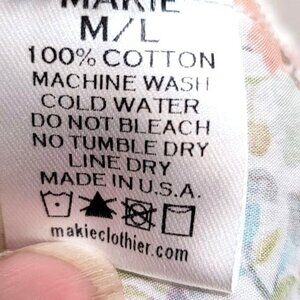 MAKIE
M/L
100% COTTON
MACHINE WASH
COLD WATER
DO NOT BLEACH
NO TUMBLE DRY
LINE DRY
MADE IN U.S.A.
makieclothier.com